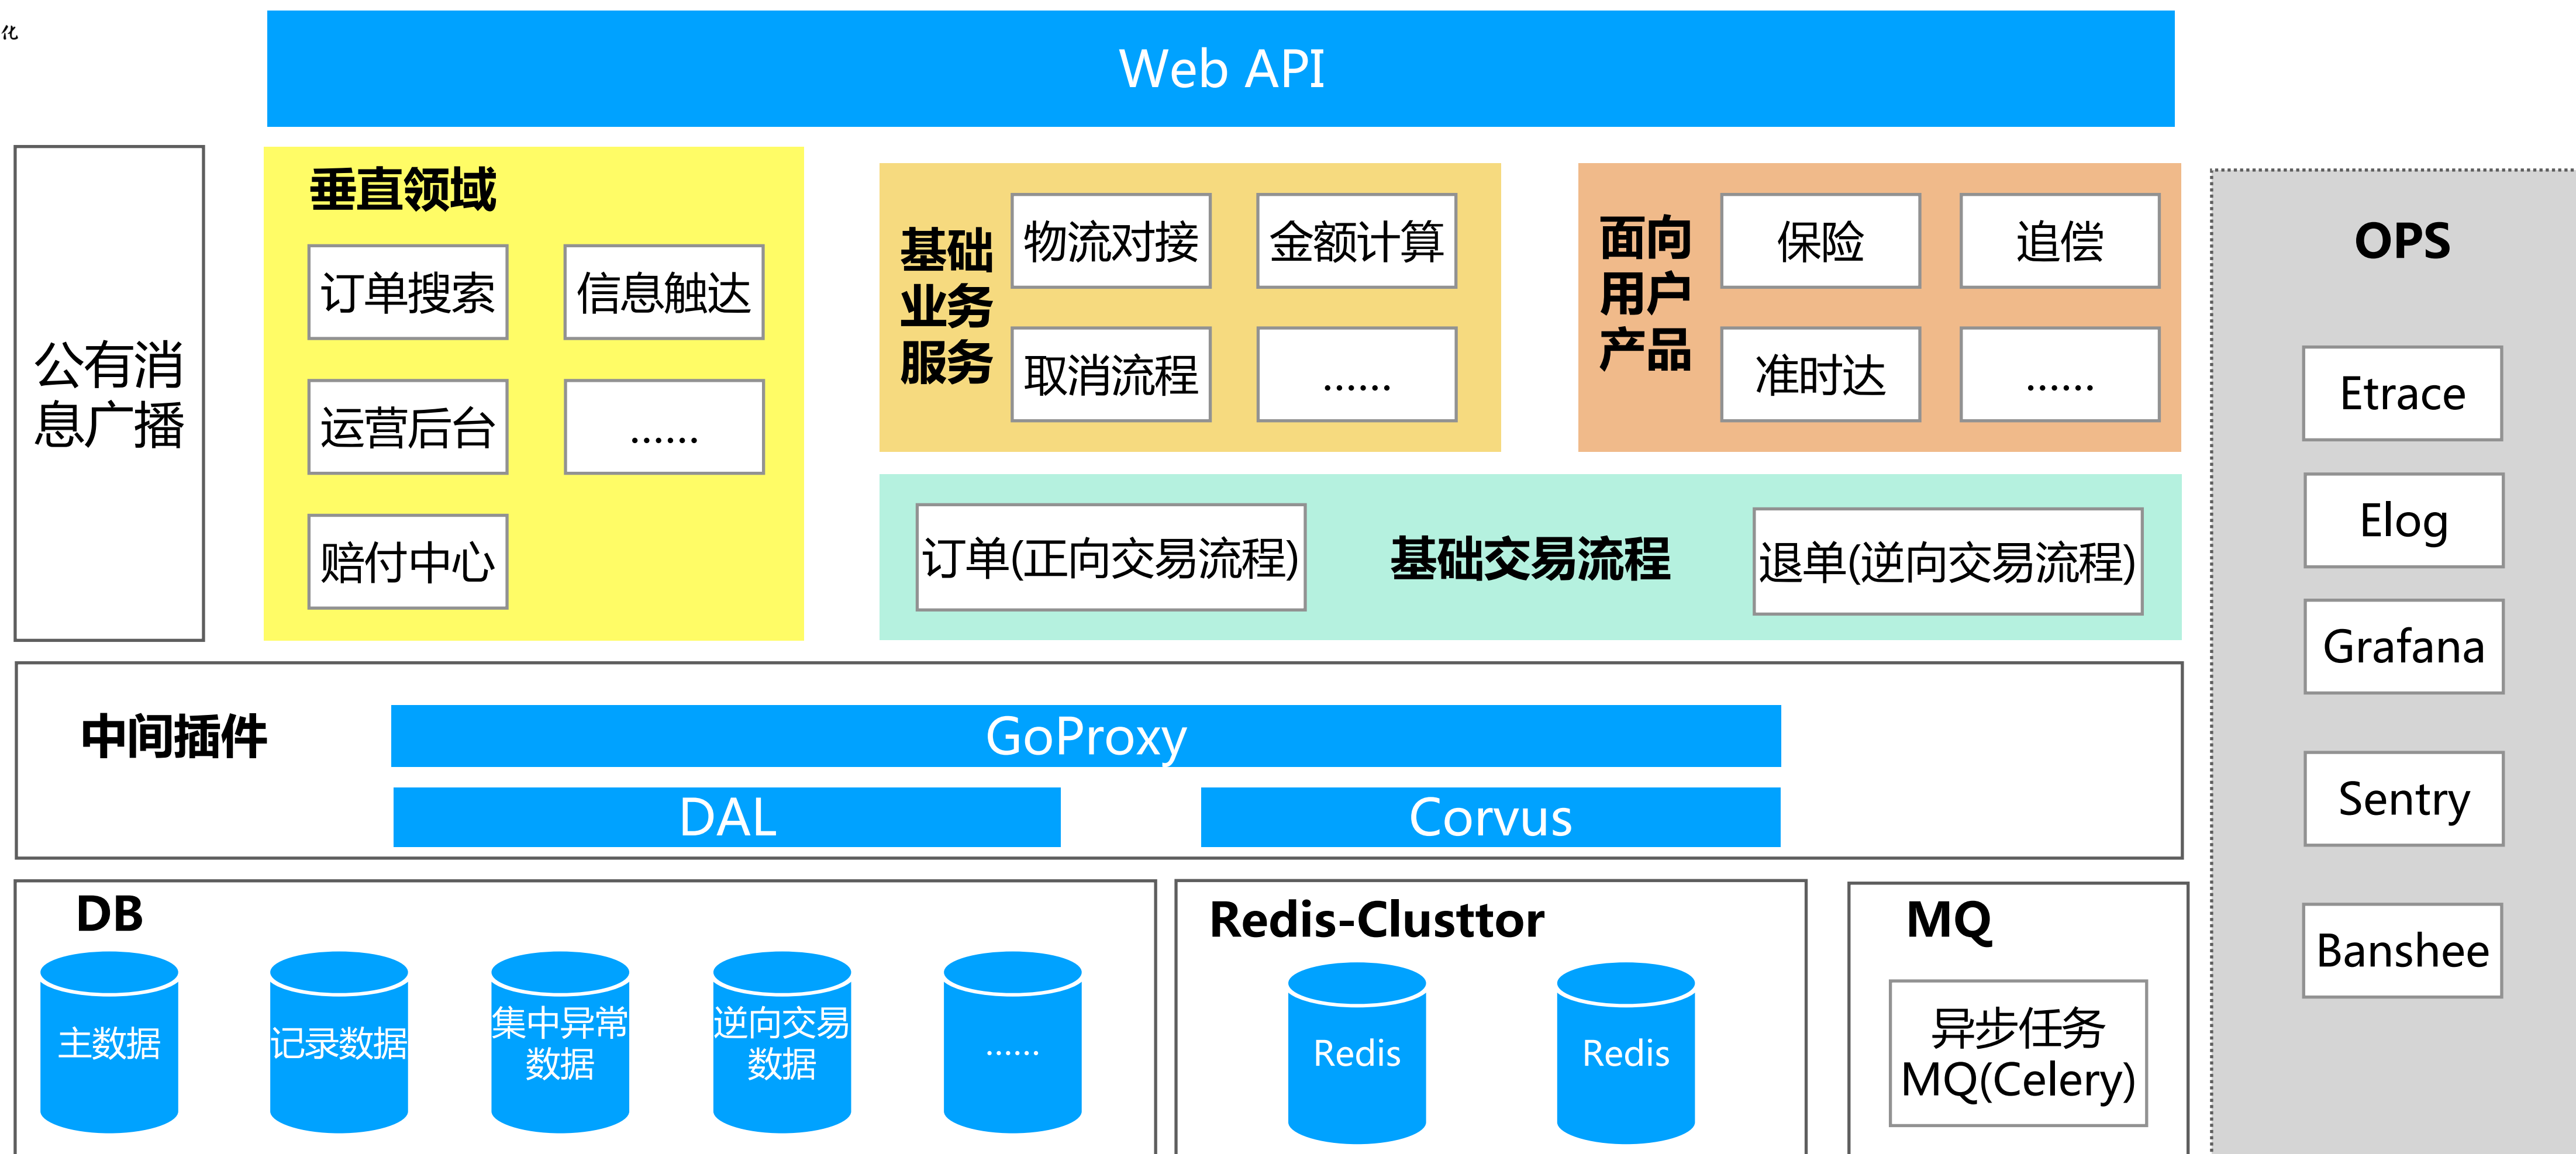 化
Web API
公有消
息广播
垂直领域
订单搜索
信息触达
运营后台
......
赔付中心
基础
业务
服务
物流对接
金额计算
取消流程
......
面向
用户
产品
保险
追偿
准时达
......
订单(正向交易流程)
基础交易流程
退单(逆向交易流程)
中间插件
GoProxy
DAL
Corvus
DB
主数据
记录数据
集中异常
数据
逆向交易
数据
......
Redis-Clusttor
Redis
Redis
MQ
异步任务
MQ(Celery)
OPS
Etrace
Elog
Grafana
Sentry
Banshee